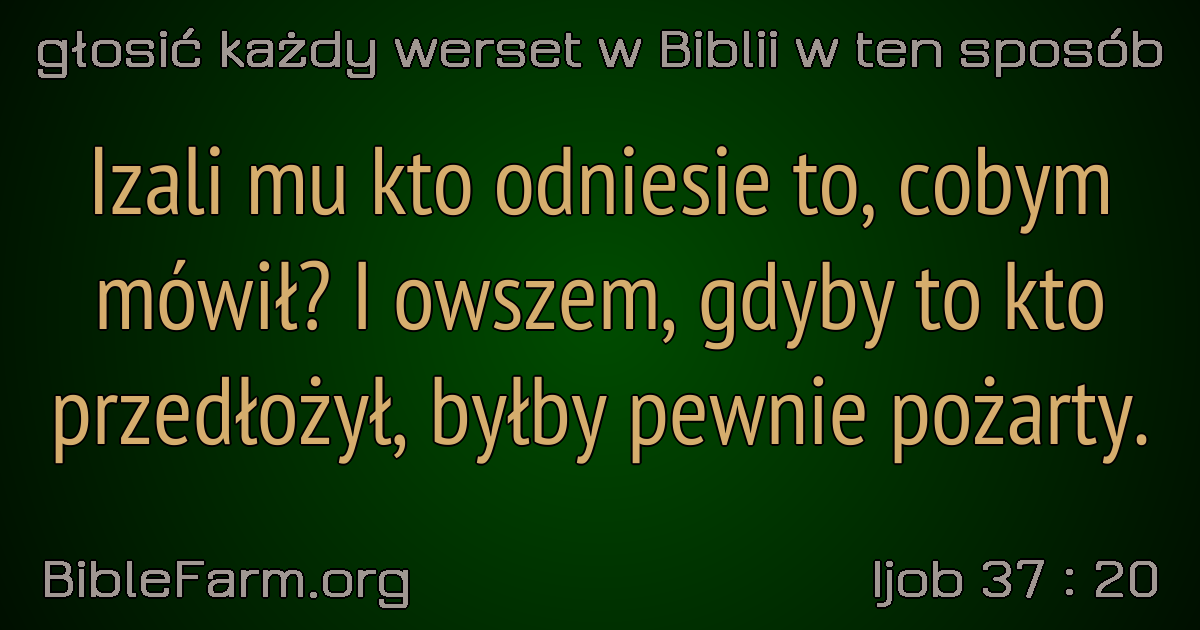 głosić każdy werset w Biblii w ten sposób
Izali mu kto odniesie to, cobym
mówił? I owszem, gdyby to kto
przedłożył, byłby pewnie pożarty.
BibleFarm.org
Ijob 37 : 20